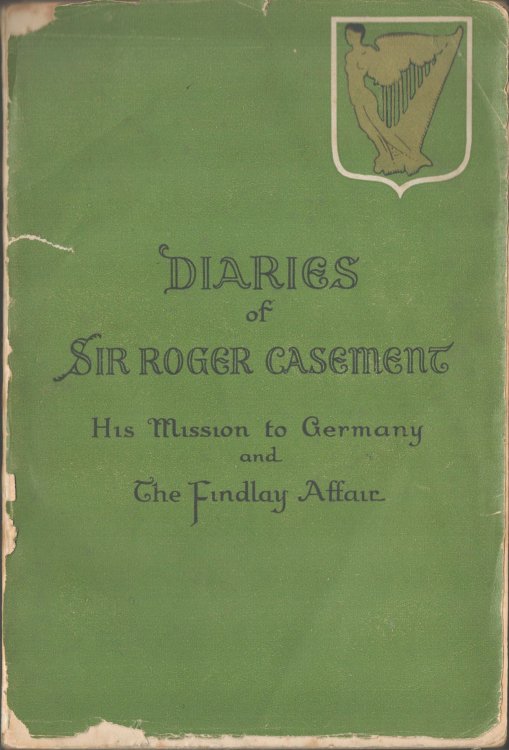 DIARIES
of
SIR ROGER CASEMENT
His Mission to Germany
and
The Findlay Affair